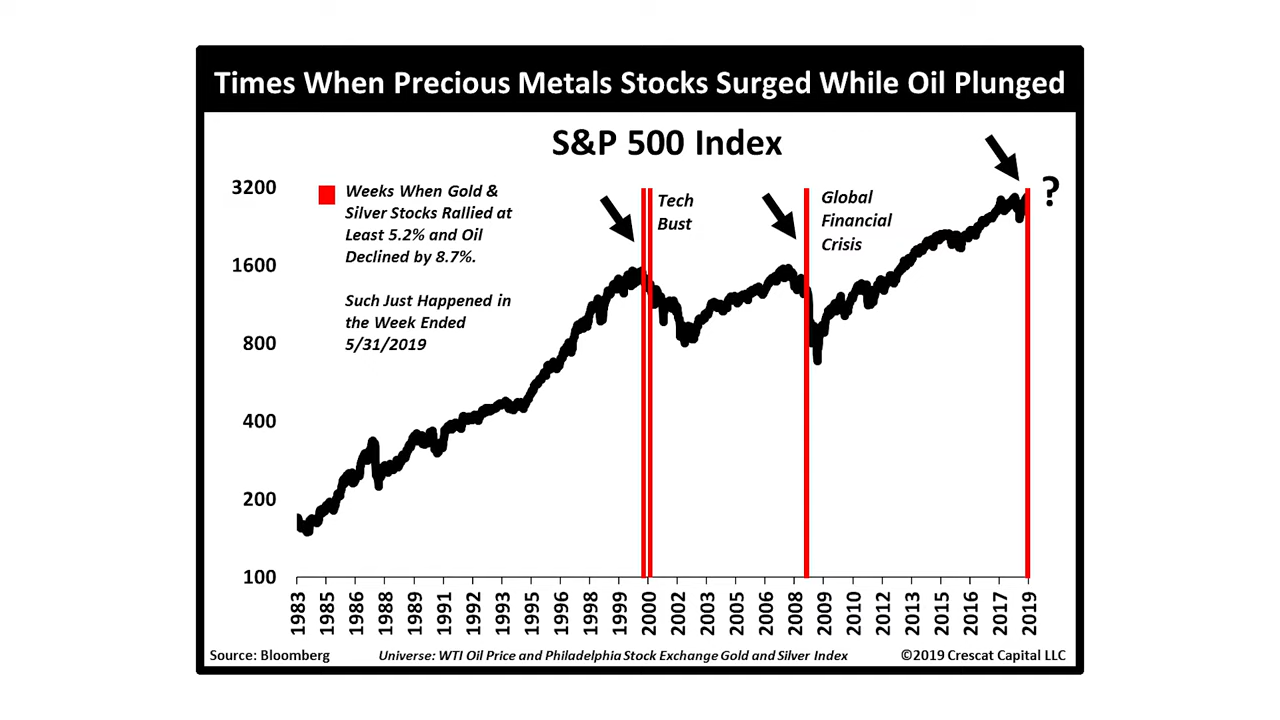 Times When Precious Metals Stocks Surged While Oil Plunged
S&P 500 Index
Weeks When Gold &
Silver Stocks Rallied at
Least 5.2% and Oil
Declined by 8.7%.
Such Just Happened in
the Week Ended
5/31/2019
Tech
Bust
Global
Financial
Crisis
?
3200
1600
800
400
200
100
1983
1985
1986
1988
1989
1991
1992
1993
1995
1996
1998
1999
2000
2002
2003
2005
2006
2008
2009
2010
2012
2013
2015
2016
2017
2019
Source: Bloomberg
Universe: WTI Oil Price and Philadelphia Stock Exchange Gold and Silver Index
©2019 Crescat Capital LLC